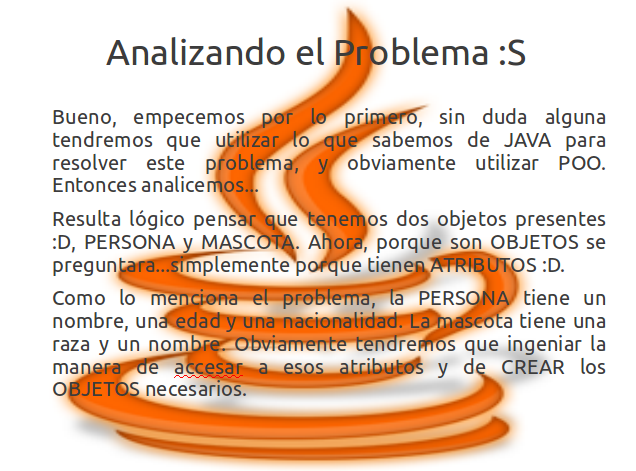 Analizando el Problema :S
Bueno, empecemos por lo primero, sin duda alguna
tendremos que utilizar lo que sabemos de JAVA para
resolver este problema, y obviamente utilizar POO.
Entonces analicemos...
Resulta lógico pensar que tenemos dos objetos presentes
:D, PERSONA y MASCOTA. Ahora, porque son OBJETOS se
preguntara...simplemente porque tienen ATRIBUTOS :D.
Como lo menciona el problema, la PERSONA tiene un
nombre, una edad y una nacionalidad. La mascota tiene una
raza y un nombre. Obviamente tendremos que ingeniar la
manera de accesar a esos atributos y de CREAR los
OBJETOS necesarios.